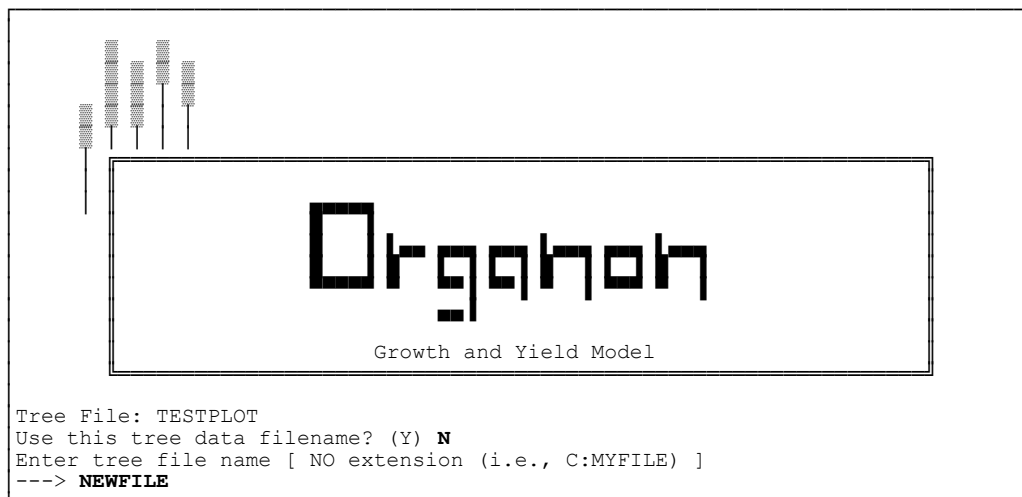 Organon
Growth and Yield Model
Tree File: TESTPLOT
Use this tree data filename? (Y) N
Enter tree file name [ NO extension (i.e., C:MYFILE) ]
---> NEWFILE